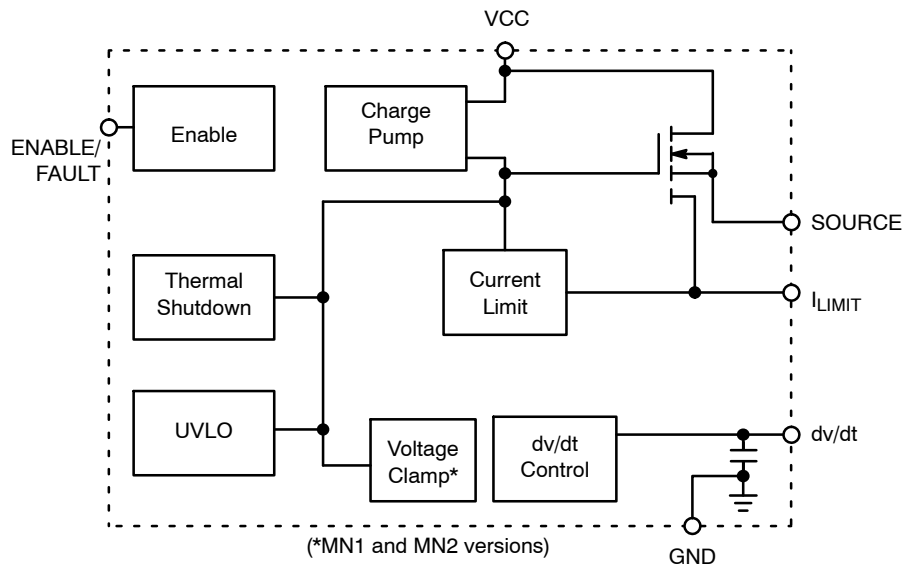 VCC
Enable
Charge
Pump
ENABLE/
FAULT
SOURCE
Thermal
Shutdown
Current
Limit
ILIMIT
UVLO
Voltage
Clamp*
dv/dt
Control
dv/dt
(*MN1 and MN2 versions)
GND